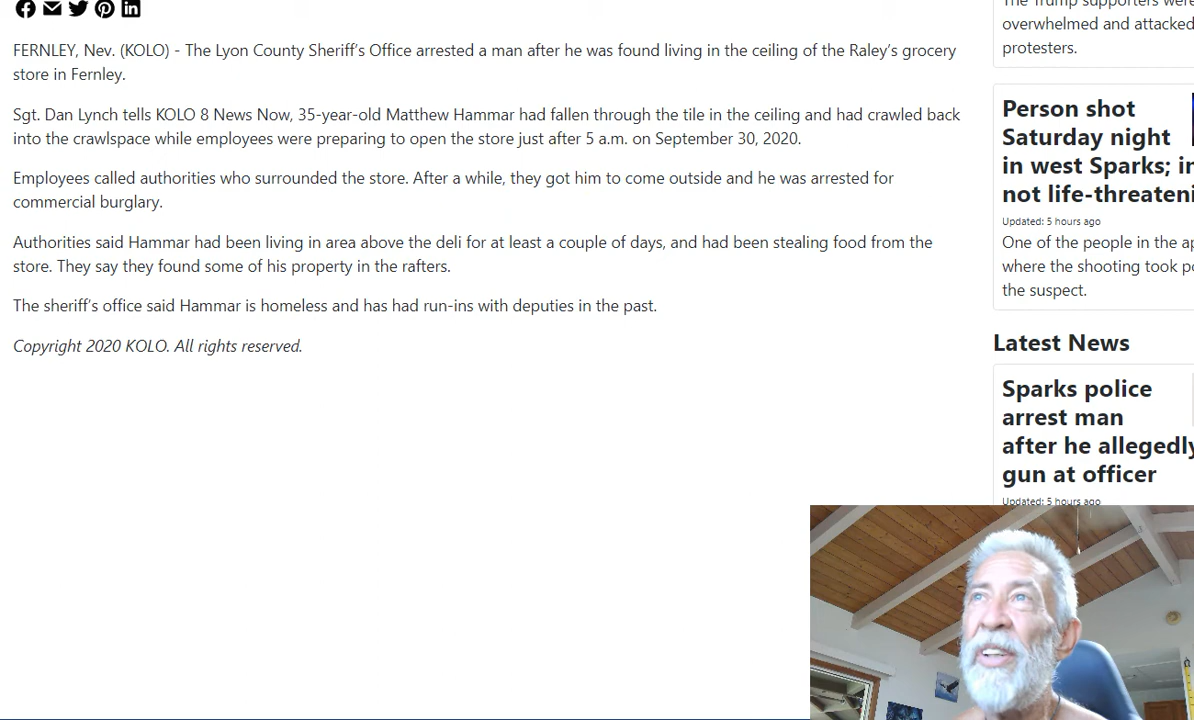 FERNLEY, Nev. (KOLO) - The Lyon County Sheriff's Office arrested a man after he was found living in the ceiling of the Raley's grocery
store in Fernley.
Sgt. Dan Lynch tells KOLO 8 News Now, 35-year-old Matthew Hammar had fallen through the tile in the ceiling and had crawled back
into the crawlspace while employees were preparing to open the store just after 5 a.m. on September 30, 2020.
Employees called authorities who surrounded the store. After a while, they got him to come outside and he was arrested for
commercial burglary.
Authorities said Hammar had been living in area above the deli for at least a couple of days, and had been stealing food from the
store. They say they found some of his property in the rafters.
The sheriff's office said Hammar is homeless and has had run-ins with deputies in the past.
Copyright 2020 KOLO. All rights reserved.
The Trump supporters were
overwhelmed and attacked
protesters.
Person shot
Saturday night
in west Sparks;
not
Updated: 5 hours ago
One of the people in the
where the shooting took
the suspect.
Latest News
Sparks police
arrest man
after he allegedly
gun at officer
Updated: 5 hours ago